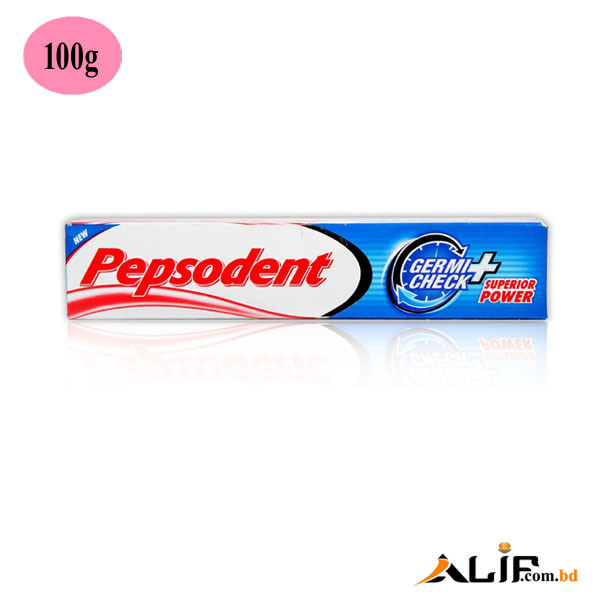 100g
NEW
Pepsodent
GERMI
CHECK+
SUPERIOR
POWER
ALIF.com.bd